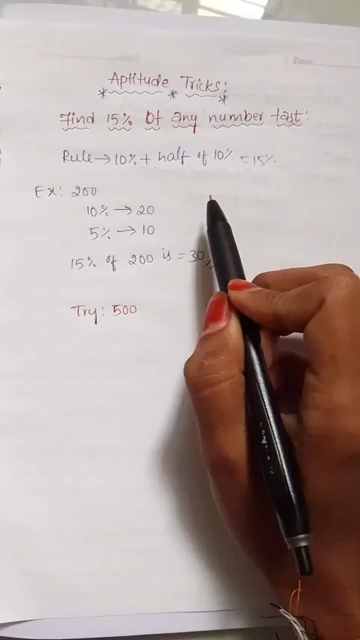 Date
Aptitude Tricks:
Find 15% Of any number fast:
Rule → 10% + half of 10% = 15%
Ex: 200
10% → 20
5% → 10
15% of 200 is = 30//
Try: 500